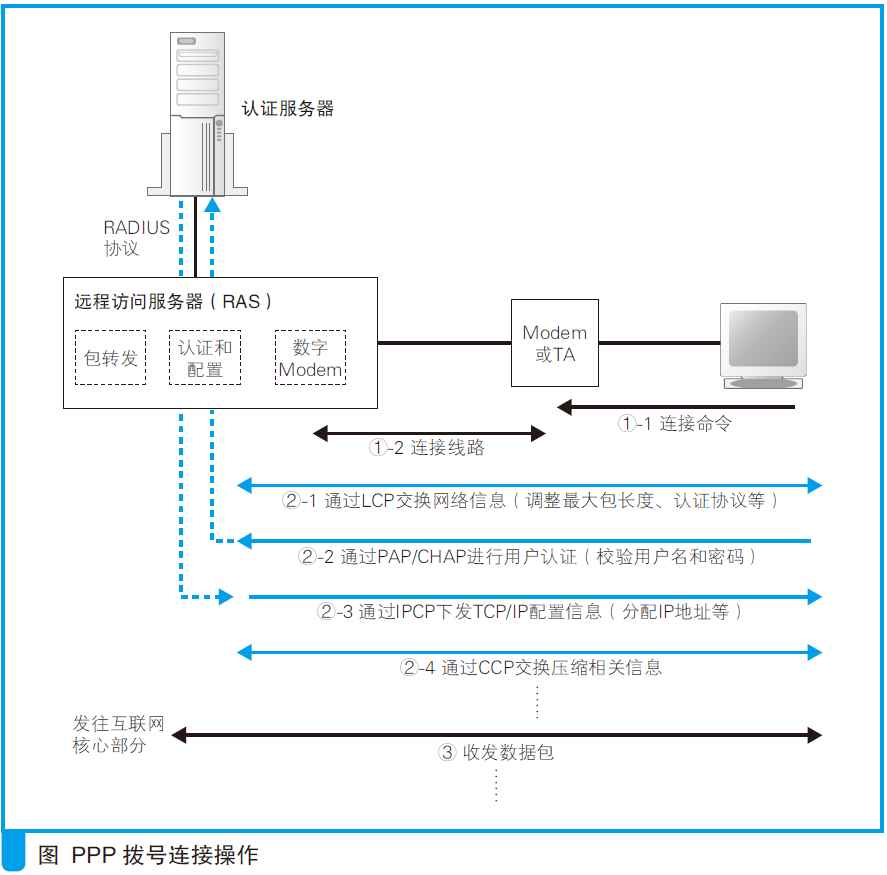 认证服务器
RADIUS
协议
远程访问服务器（RAS）
包转发
认证和
配置
数字
Modem
Modem
或TA
①-1 连接命令
①-2 连接线路
②-1 通过LCP交换网络信息（调整最大包长度、认证协议等）
②-2 通过PAP/CHAP进行用户认证（校验用户名和密码）
②-3 通过IPCP下发TCP/IP配置信息（分配IP地址等）
②-4 通过CCP交换压缩相关信息
发往互联网
核心部分
③ 收发数据包
图 PPP 拨号连接操作